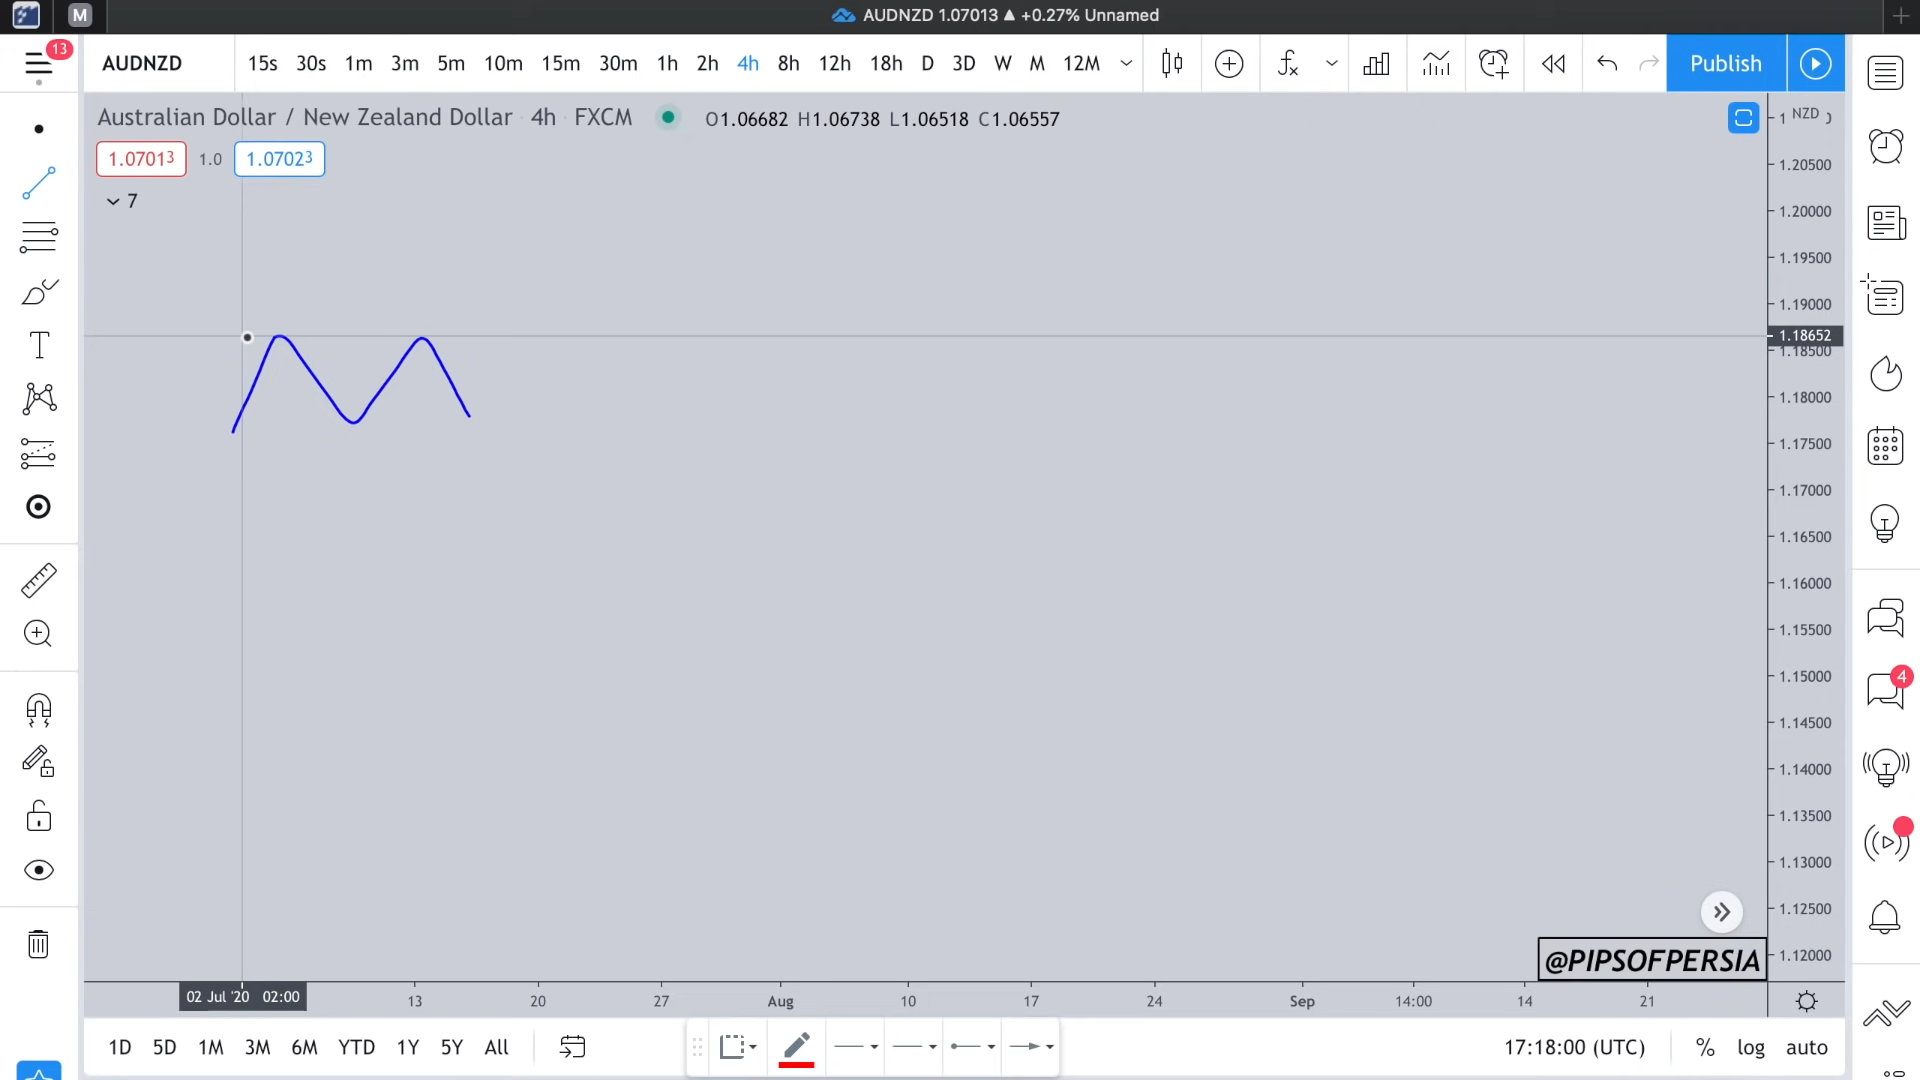 M
AUDNZD 1.07013 ▲ +0.27% Unnamed
13
AUDNZD 15s 30s 1m 3m 5m 10m 15m 30m 1h 2h 4h 8h 12h 18h D 3D W M 12M Publish
Australian Dollar / New Zealand Dollar · 4h · FXCM O1.06682 H1.06738 L1.06518 C1.06557
NZD
1.07013 1.0 1.07023
7
1.20500
1.20000
1.19500
1.19000
1.18652
1.18500
1.18000
1.17500
1.17000
1.16500
1.16000
1.15500
1.15000
1.14500
1.14000
1.13500
1.13000
1.12500
1.12000
4
@PIPSOFPERSIA
02 Jul '20 02:00 13 20 27 Aug 10 17 24 Sep 14:00 14 21
1D 5D 1M 3M 6M YTD 1Y 5Y All 17:18:00 (UTC) % log auto